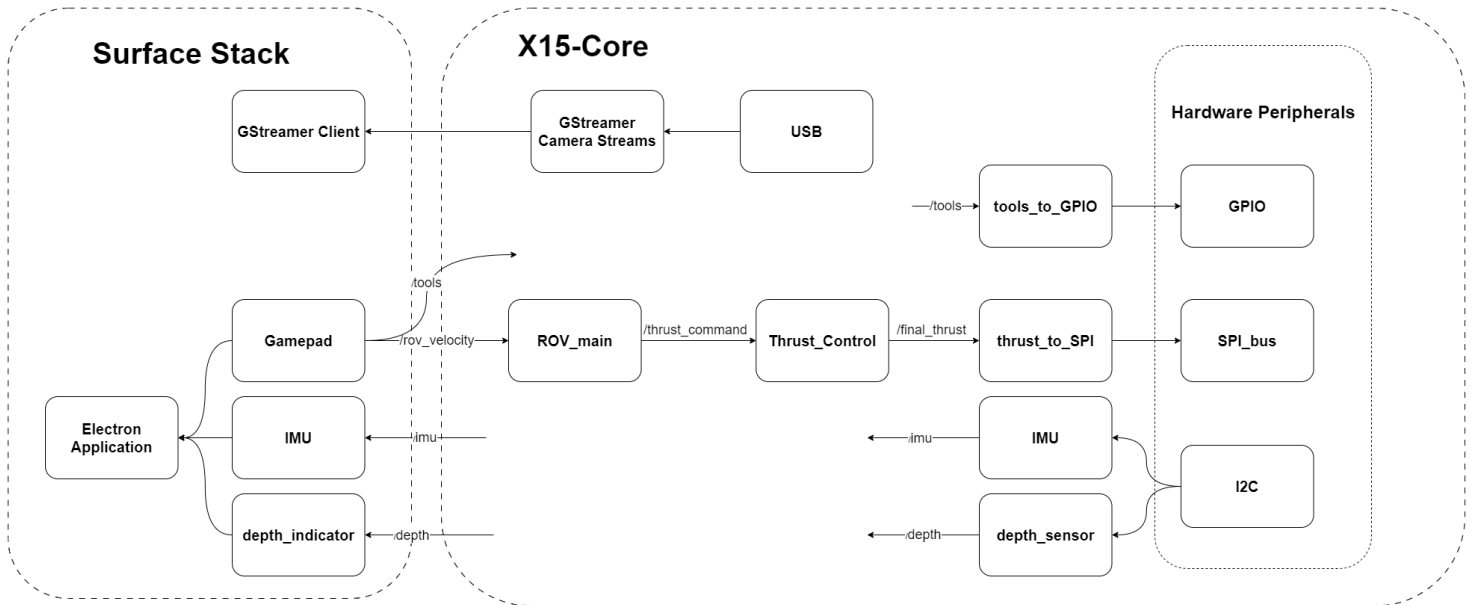 Surface Stack
X15-Core
Hardware Peripherals
GStreamer Client
GStreamer
Camera Streams
USB
/tools
tools_to_GPIO
GPIO
/tools
Gamepad
/rov_velocity
ROV_main
/thrust_command
Thrust_Control
/final_thrust
thrust_to_SPI
SPI_bus
Electron
Application
IMU
/imu
/imu
IMU
I2C
depth_indicator
/depth
/depth
depth_sensor